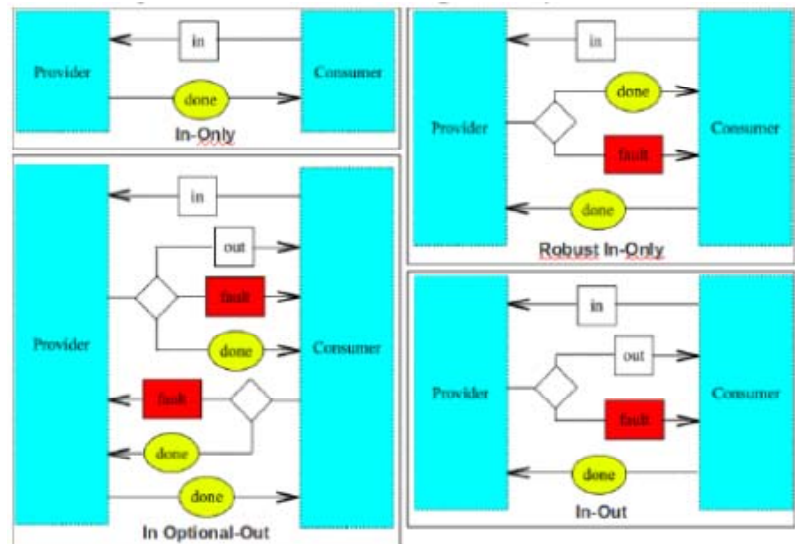 in
Provider
Consumer
done
In-Only
in
done
Provider
Consumer
fault
done
Robust In-Only
in
out
fault
done
Provider
Consumer
fault
done
done
In Optional-Out
in
out
Provider
Consumer
fault
done
In-Out